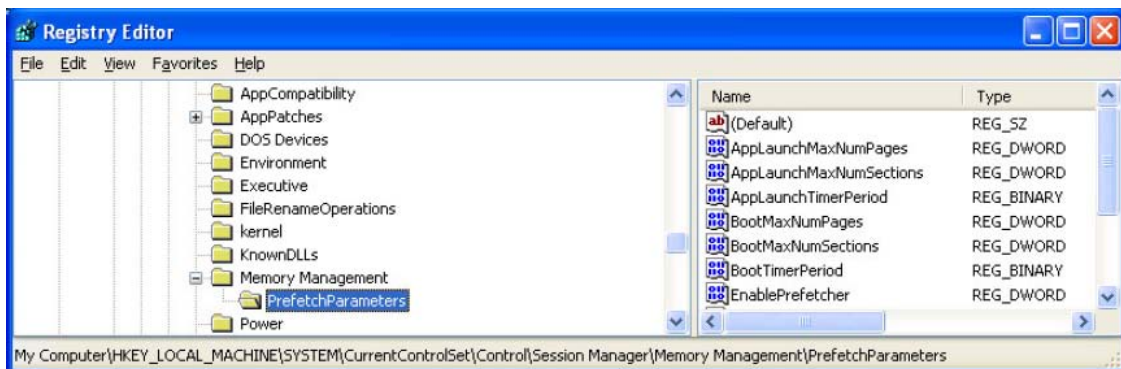 Registry Editor
File Edit View Favorites Help
AppCompatibility
AppPatches
DOS Devices
Environment
Executive
FileRenameOperations
kernel
KnownDLLs
Memory Management
PrefetchParameters
Power
Name Type
(Default) REG_SZ
AppLaunchMaxNumPages REG_DWORD
AppLaunchMaxNumSections REG_DWORD
AppLaunchTimerPeriod REG_BINARY
BootMaxNumPages REG_DWORD
BootMaxNumSections REG_DWORD
BootTimerPeriod REG_BINARY
EnablePrefetcher REG_DWORD
My Computer\HKEY_LOCAL_MACHINE\SYSTEM\CurrentControlSet\Control\Session Manager\Memory Management\PrefetchParameters